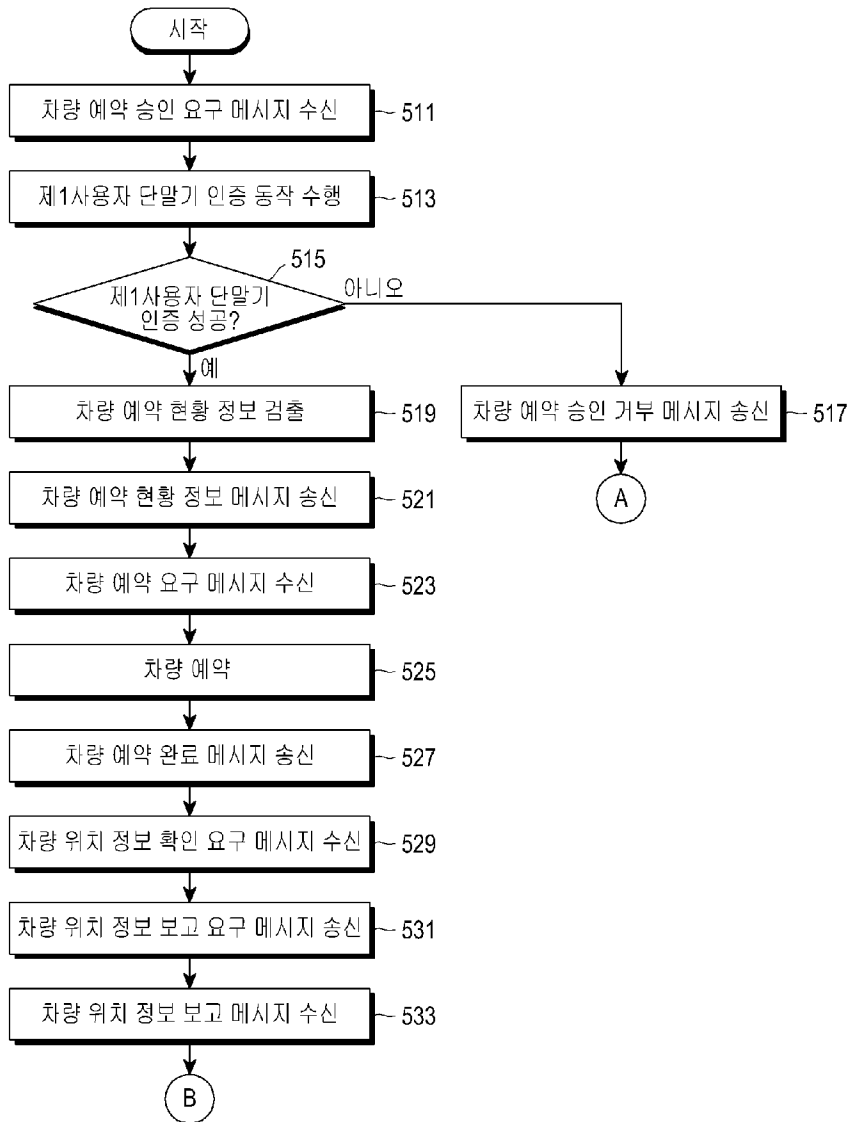 시작
차량 예약 승인 요구 메시지 수신
511
제1사용자 단말기 인증 동작 수행
513
515
제1사용자 단말기
인증 성공?
아니오
예
차량 예약 현황 정보 검출
519
차량 예약 승인 거부 메시지 송신
517
A
차량 예약 현황 정보 메시지 송신
521
차량 예약 요구 메시지 수신
523
차량 예약
525
차량 예약 완료 메시지 송신
527
차량 위치 정보 확인 요구 메시지 수신
529
차량 위치 정보 보고 요구 메시지 송신
531
차량 위치 정보 보고 메시지 수신
533
B